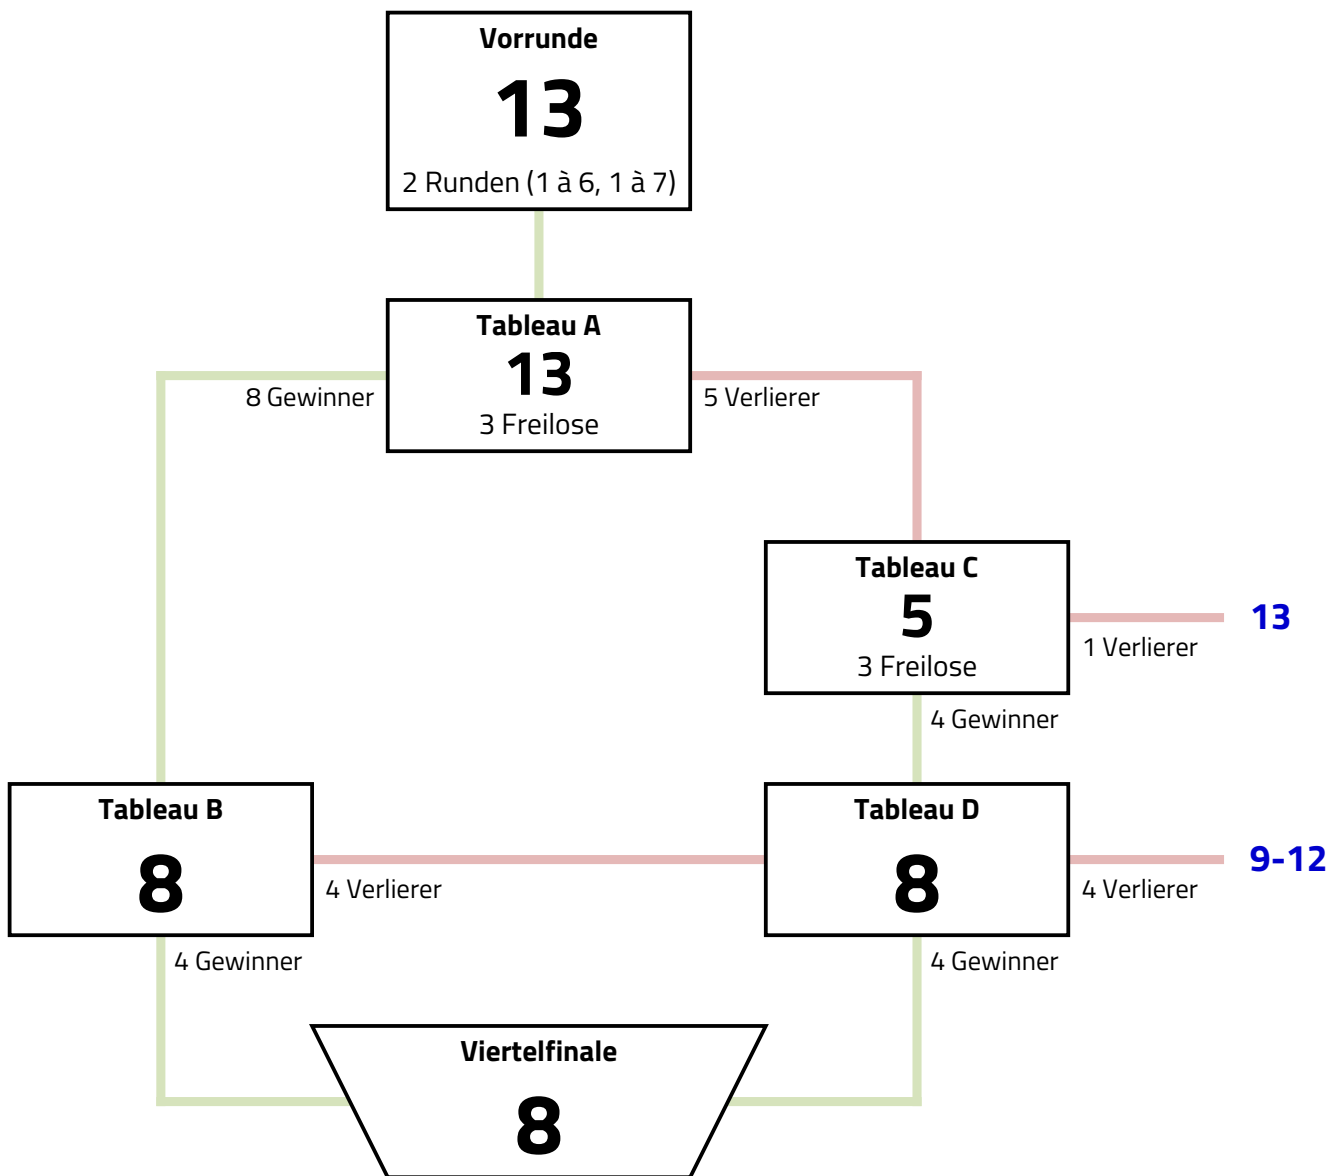 Vorrunde
13
2 Runden (1 à 6, 1 à 7)
Tableau A
13
3 Freilose
8 Gewinner
5 Verlierer
Tableau C
5
3 Freilose
1 Verlierer
13
4 Gewinner
Tableau B
8
4 Verlierer
4 Gewinner
Tableau D
8
4 Verlierer
9-12
4 Gewinner
Viertelfinale
8